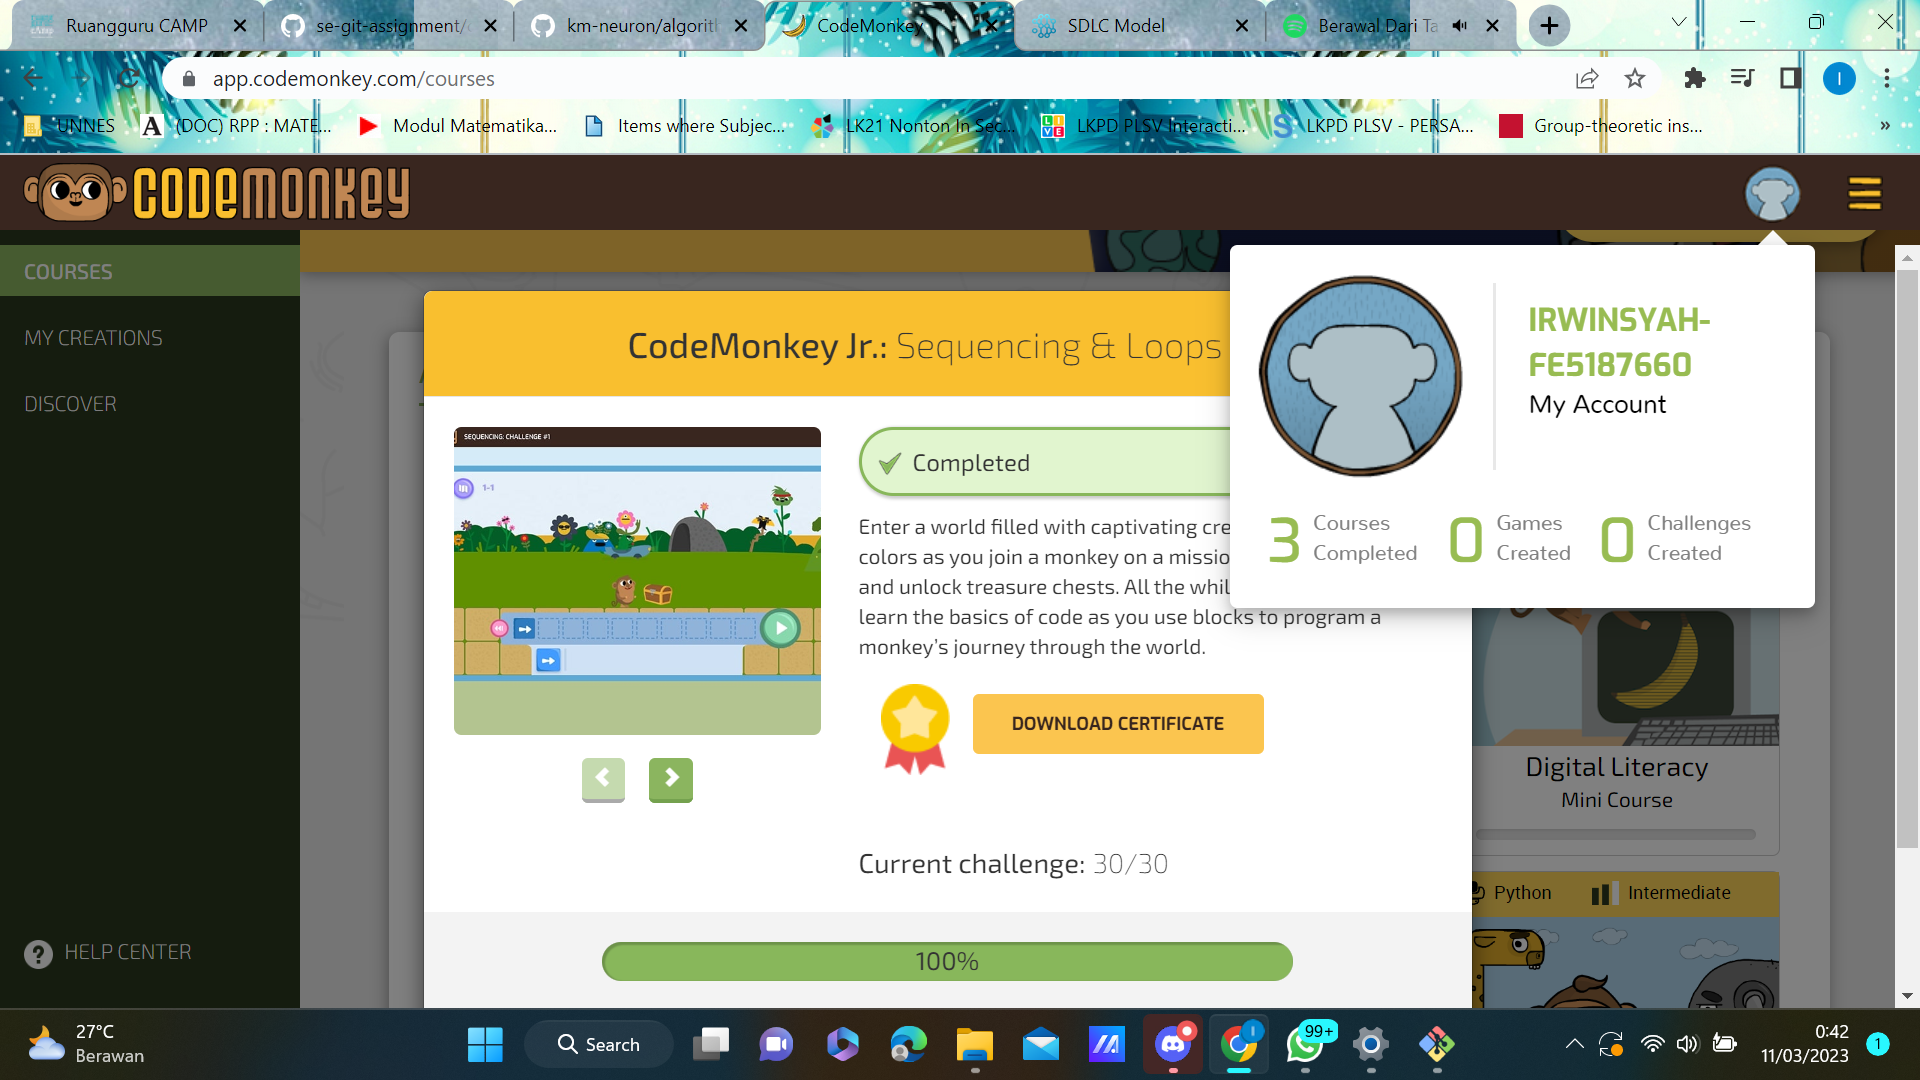 Ruangguru CAMP
se-git-assignment/
km-neuron/algorit
CodeMonkey
SDLC Model
Berawal Dari Ta
app.codemonkey.com/courses
UNNES
(DOC) RPP : MATE...
Modul Matematika...
Items where Subjec...
LK21 Nonton In Sec...
LIVE
LKPD PLSV Interacti...
LKPD PLSV - PERSA...
Group-theoretic ins...
»
CODEMONKEY
COURSES
MY CREATIONS
DISCOVER
HELP CENTER
CodeMonkey Jr.: Sequencing & Loops
SEQUENCING: CHALLENGE #1
1-1
Completed
Enter a world filled with captivating cre
colors as you join a monkey on a missio
and unlock treasure chests. All the whil
learn the basics of code as you use blocks to program a
monkey's journey through the world.
DOWNLOAD CERTIFICATE
Current challenge: 30/30
100%
IRWINSYAH-
FE5187660
My Account
3 Courses Completed
0 Games Created
0 Challenges Created
Digital Literacy
Mini Course
Python
Intermediate
27°C
Berawan
Search
99+
0:42
11/03/2023
1